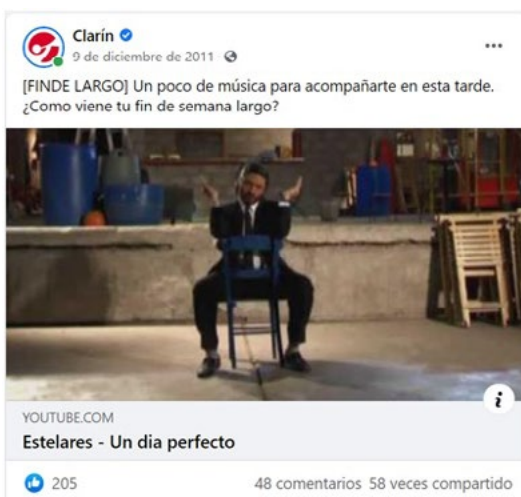 Clarín
9 de diciembre de 2011 ·
[FINDE LARGO] Un poco de música para acompañarte en esta tarde.
¿Como viene tu fin de semana largo?
YOUTUBE.COM
Estelares - Un dia perfecto
205
48 comentarios 58 veces compartido